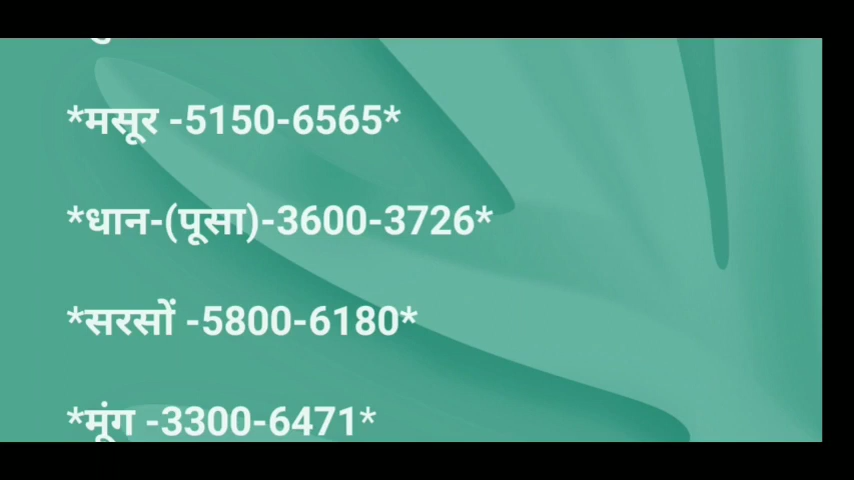 *मसूर -5150-6565*
*धान-(पूसा)-3600-3726*
*सरसों -5800-6180*
*मूंग -3300-6471*